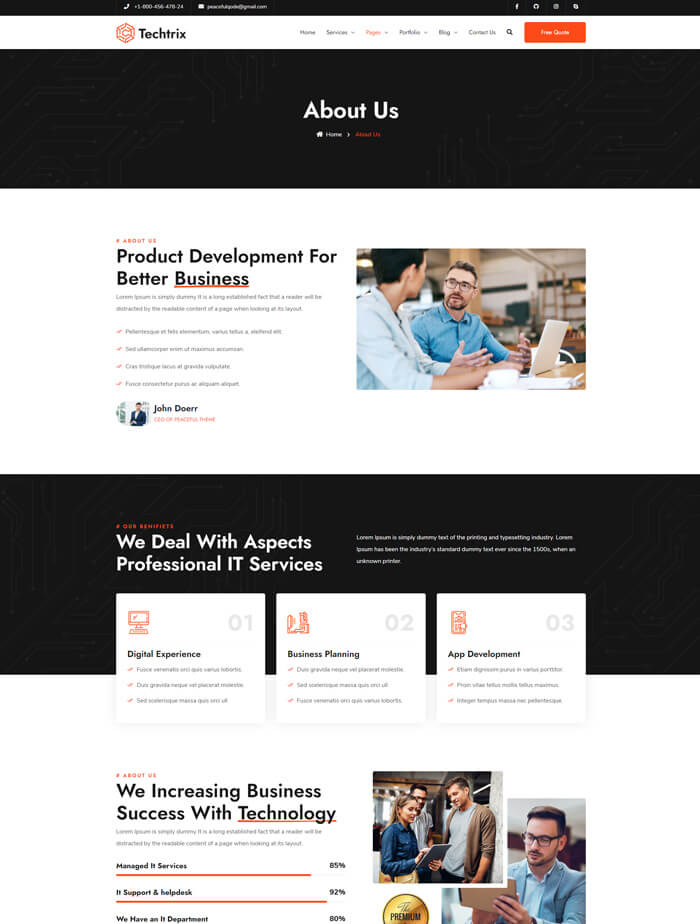 +1-800-456-478-24 peacefulqode@gmail.com
Techtrix
Home Services Pages Portfolio Blog Contact Us Free Quote
About Us
Home > About Us
# ABOUT US
Product Development For
Better Business
Lorem Ipsum is simply dummy It is a long established fact that a reader will be
distracted by the readable content of a page when looking at its layout.
Pellentesque et felis elementum, varius tellus a, eleifend elit.
Sed ullamcorper enim ut maximus accumsan.
Cras tristique lacus at gravida vulputate.
Fusce consectetur purus ac aliquam aliquet.
John Doerr
CEO OF PEACEFUL THEME
# OUR BENIFIETS
We Deal With Aspects
Professional IT Services
Lorem Ipsum is simply dummy text of the printing and typesetting industry. Lorem
Ipsum has been the industry's standard dummy text ever since the 1500s, when an
unknown printer.
01
Digital Experience
Fusce venenatis orci quis varius lobortis.
Duis gravida neque vel placerat molestie.
Sed scelerisque massa quis orci ull
02
Business Planning
Duis gravida neque vel placerat molestie.
Sed scelerisque massa quis orci ull
Fusce venenatis orci quis varius lobortis.
03
App Development
Etiam dignissim purus in varius porttitor.
Proin vitae tellus mollis tellus maximus.
Integer tempus massa nec pellentesque.
# ABOUT US
We Increasing Business
Success With Technology
Lorem Ipsum is simply dummy It is a long established fact that a reader will be
distracted by the readable content of a page when looking at its layout.
Managed It Services 85%
It Support & helpdesk 92%
We Have an It Department 80%
The
PREMIUM